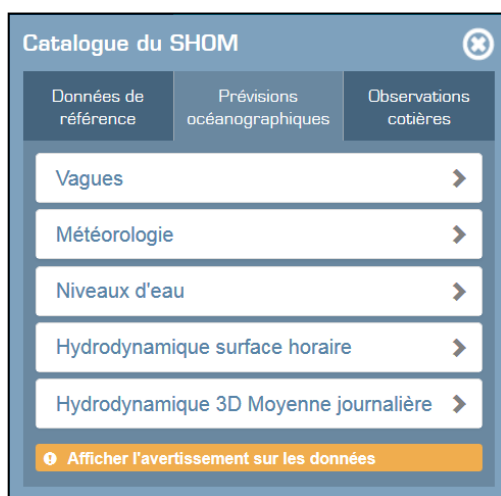 Catalogue du SHOM
Données de référence
Prévisions océanographiques
Observations cotières
Vagues
Météorologie
Niveaux d'eau
Hydrodynamique surface horaire
Hydrodynamique 3D Moyenne journalière
Afficher l'avertissement sur les données